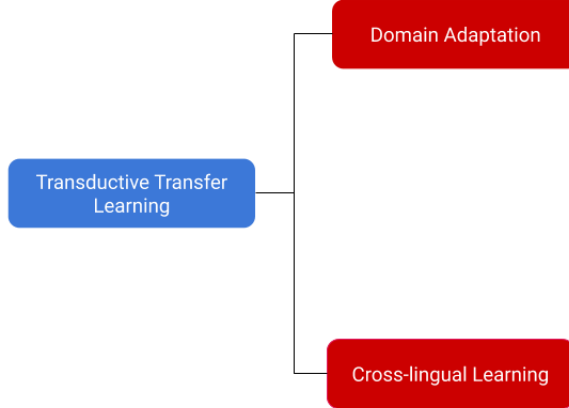 Domain Adaptation
Transductive Transfer
Learning
Cross-lingual Learning